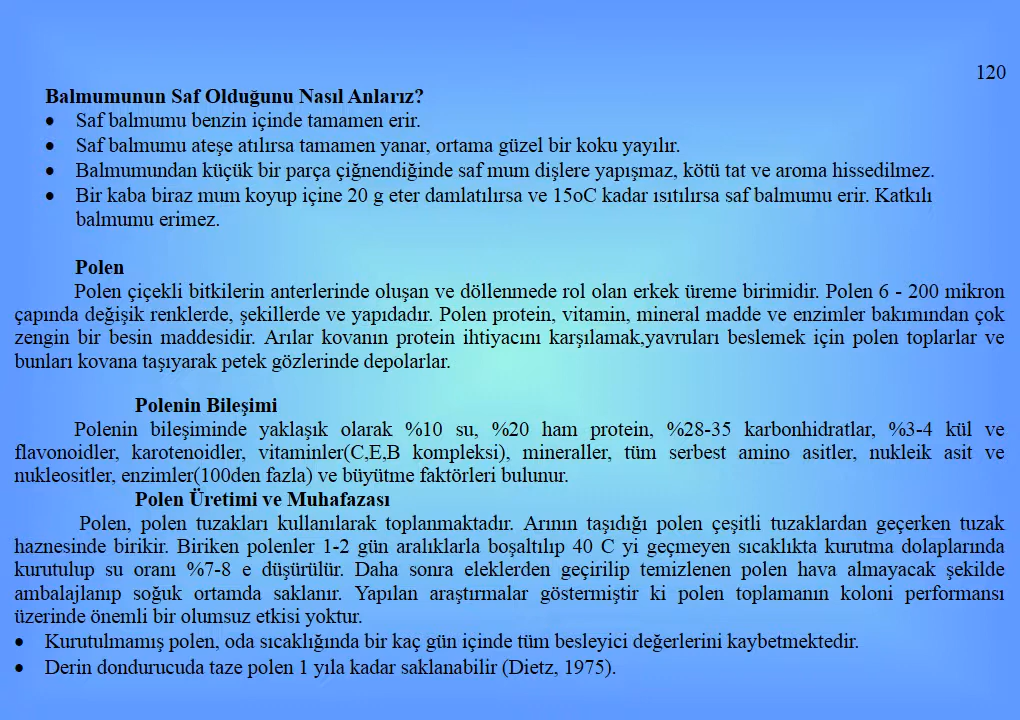 120
Balmumunun Saf Olduğunu Nasıl Anlarız?
• Saf balmumu benzin içinde tamamen erir.
• Saf balmumu ateşe atılırsa tamamen yanar, ortama güzel bir koku yayılır.
• Balmumundan küçük bir parça çiğnendiğinde saf mum dişlere yapışmaz, kötü tat ve aroma hissedilmez.
• Bir kaba biraz mum koyup içine 20 g eter damlatılırsa ve 15oC kadar ısıtılırsa saf balmumu erir. Katkılı
balmumu erimez.
Polen
Polen çiçekli bitkilerin anterlerinde oluşan ve döllenmede rol olan erkek üreme birimidir. Polen 6 - 200 mikron
çapında değişik renklerde, şekillerde ve yapıdadır. Polen protein, vitamin, mineral madde ve enzimler bakımından çok
zengin bir besin maddesidir. Arılar kovanın protein ihtiyacını karşılamak,yavruları beslemek için polen toplarlar ve
bunları kovana taşıyarak petek gözlerinde depolarlar.
Polenin Bileşimi
Polenin bileşiminde yaklaşık olarak %10 su, %20 ham protein, %28-35 karbonhidratlar, %3-4 kül ve
flavonoidler, karotenoidler, vitaminler(C,E,B kompleksi), mineraller, tüm serbest amino asitler, nukleik asit ve
nukleositler, enzimler(100den fazla) ve büyütme faktörleri bulunur.
Polen Üretimi ve Muhafazası
Polen, polen tuzakları kullanılarak toplanmaktadır. Arının taşıdığı polen çeşitli tuzaklardan geçerken tuzak
haznesinde birikir. Biriken polenler 1-2 gün aralıklarla boşaltılıp 40 C yi geçmeyen sıcaklıkta kurutma dolaplarında
kurutulup su oranı %7-8 e düşürülür. Daha sonra eleklerden geçirilip temizlenen polen hava almayacak şekilde
ambalajlanıp soğuk ortamda saklanır. Yapılan araştırmalar göstermiştir ki polen toplamanın koloni performansı
üzerinde önemli bir olumsuz etkisi yoktur.
• Kurutulmamış polen, oda sıcaklığında bir kaç gün içinde tüm besleyici değerlerini kaybetmektedir.
• Derin dondurucuda taze polen 1 yıla kadar saklanabilir (Dietz, 1975).